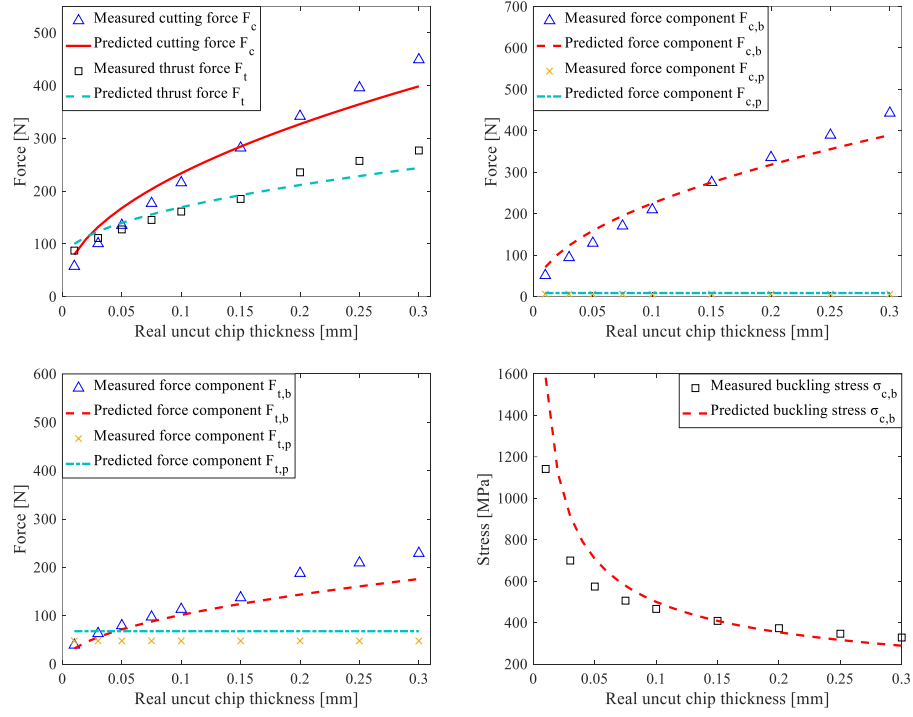 Measured cutting force F_c
Predicted cutting force F_c
Measured thrust force F_t
Predicted thrust force F_t
Force [N]
500
400
300
200
100
0
0 0.05 0.1 0.15 0.2 0.25 0.3
Real uncut chip thickness [mm]
Measured force component F_c,b
Predicted force component F_c,b
Measured force component F_c,p
Predicted force component F_c,p
Force [N]
700
600
500
400
300
200
100
0
0 0.05 0.1 0.15 0.2 0.25 0.3
Real uncut chip thickness [mm]
Measured force component F_t,b
Predicted force component F_t,b
Measured force component F_t,p
Predicted force component F_t,p
Force [N]
600
500
400
300
200
100
0
0 0.05 0.1 0.15 0.2 0.25 0.3
Real uncut chip thickness [mm]
Measured buckling stress σ_c,b
Predicted buckling stress σ_c,b
Stress [MPa]
1600
1400
1200
1000
800
600
400
200
0 0.05 0.1 0.15 0.2 0.25 0.3
Real uncut chip thickness [mm]